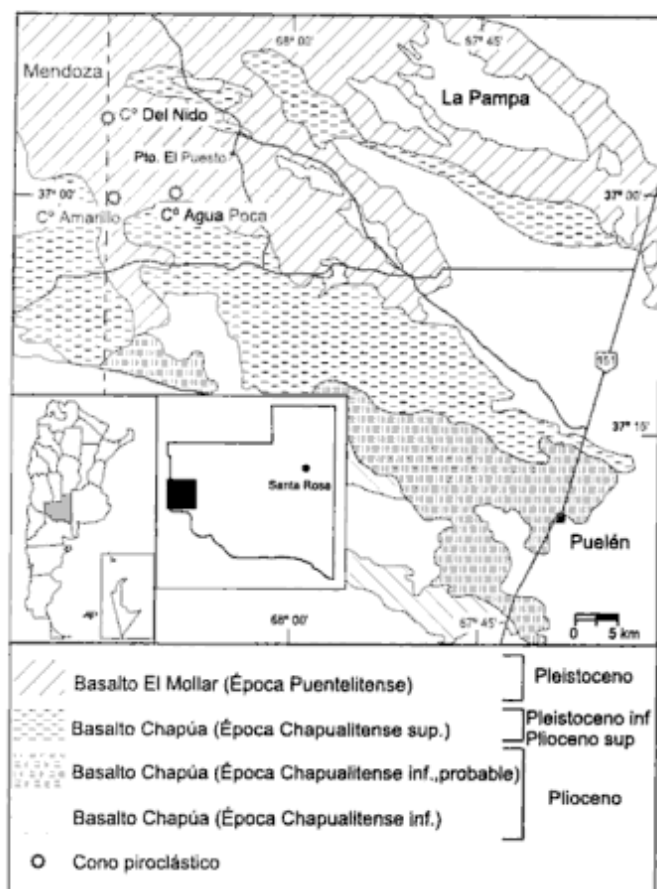 68° 00'
67° 45'
Mendoza
La Pampa
C° Del Nido
Pto. El Puesto
37° 00'
37° 00'
C° Amarillo
C° Agua Poca
151
37° 15'
Santa Rosa
Puelén
68° 00'
67° 45'
0 5 km
Basalto El Mollar (Época Puentelitense)
Pleistoceno
Basalto Chapúa (Época Chapualitense sup.)
Pleistoceno inf
Plioceno sup
Basalto Chapúa (Época Chapualitense inf.,probable)
Plioceno
Basalto Chapúa (Época Chapualitense inf.)
Cono piroclástico